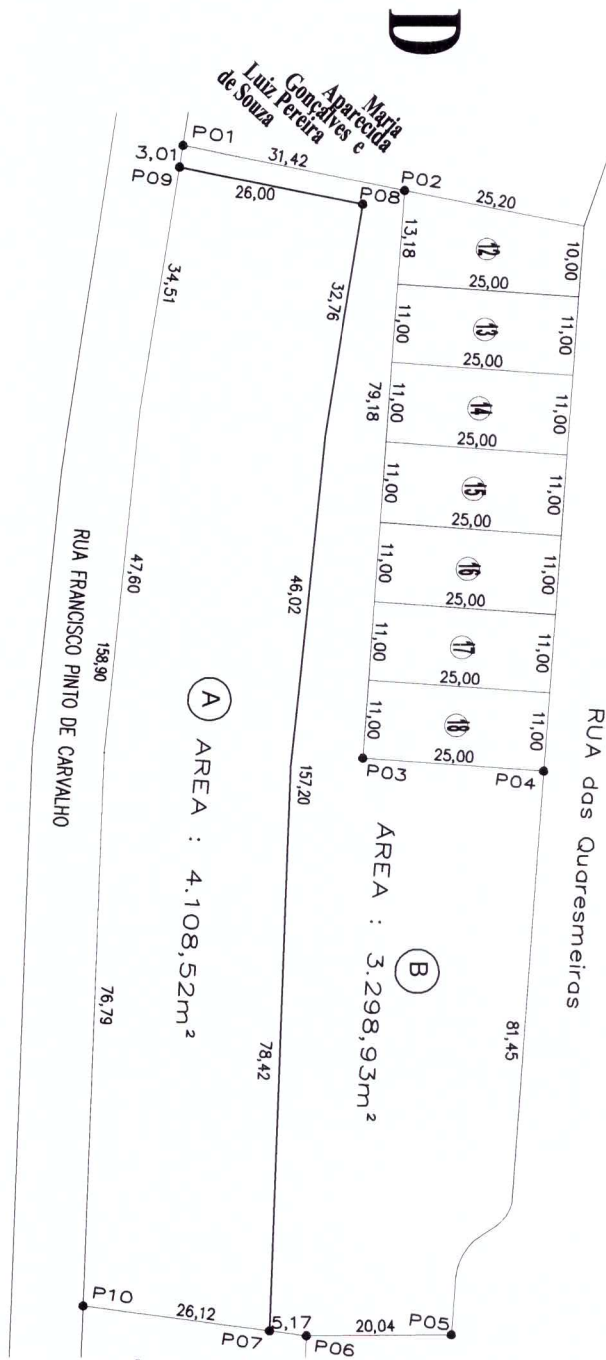 D
Maria
Aparecida
Gonçalves e
Luiz Pereira
de Souza
P01
31,42
P02
25,20
3,01
P09
26,00
P08
13,18
12
10,00
25,00
34,51
32,76
11,00
13
11,00
25,00
79,18
11,00
14
11,00
25,00
11,00
15
11,00
25,00
47,60
46,02
11,00
16
11,00
25,00
11,00
17
11,00
25,00
11,00
18
11,00
25,00
P03
P04
RUA das Quaresmeiras
RUA FRANCISCO PINTO DE CARVALHO
158,90
157,20
A
AREA : 4.108,52m²
B
ÁREA : 3.298,93m²
81,45
76,79
78,42
P10
26,12
P07
5,17
P06
20,04
P05